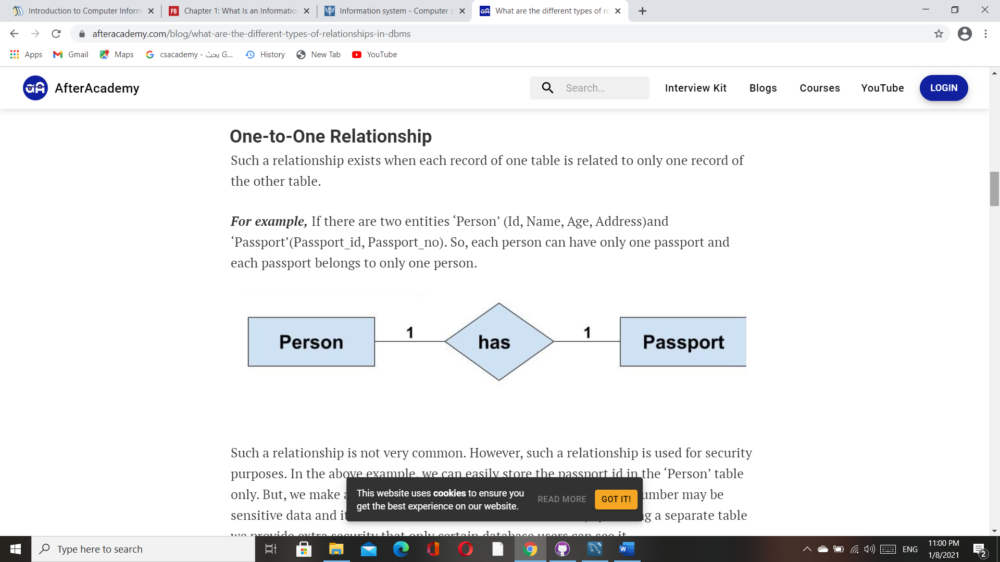 Introduction to Computer Inform
Chapter 1: What Is an Informatio
Information system - Computer s
What are the different types of re
afteracademy.com/blog/what-are-the-different-types-of-relationships-in-dbms
Apps
Gmail
Maps
csacademy - بحث G...
History
New Tab
YouTube
AfterAcademy
Search...
Interview Kit
Blogs
Courses
YouTube
LOGIN
One-to-One Relationship
Such a relationship exists when each record of one table is related to only one record of
the other table.
For example, If there are two entities ‘Person’ (Id, Name, Age, Address)and
‘Passport’(Passport_id, Passport_no). So, each person can have only one passport and
each passport belongs to only one person.
Person
1
has
1
Passport
Such a relationship is not very common. However, such a relationship is used for security
purposes. In the above example, we can easily store the passport id in the ‘Person’ table
only. But, we make a
umber may be
sensitive data and it
g a separate table
we provide extra security that only certain database users can see it.
This website uses cookies to ensure you
get the best experience on our website.
READ MORE
GOT IT!
Type here to search
ENG
11:00 PM
1/8/2021
2